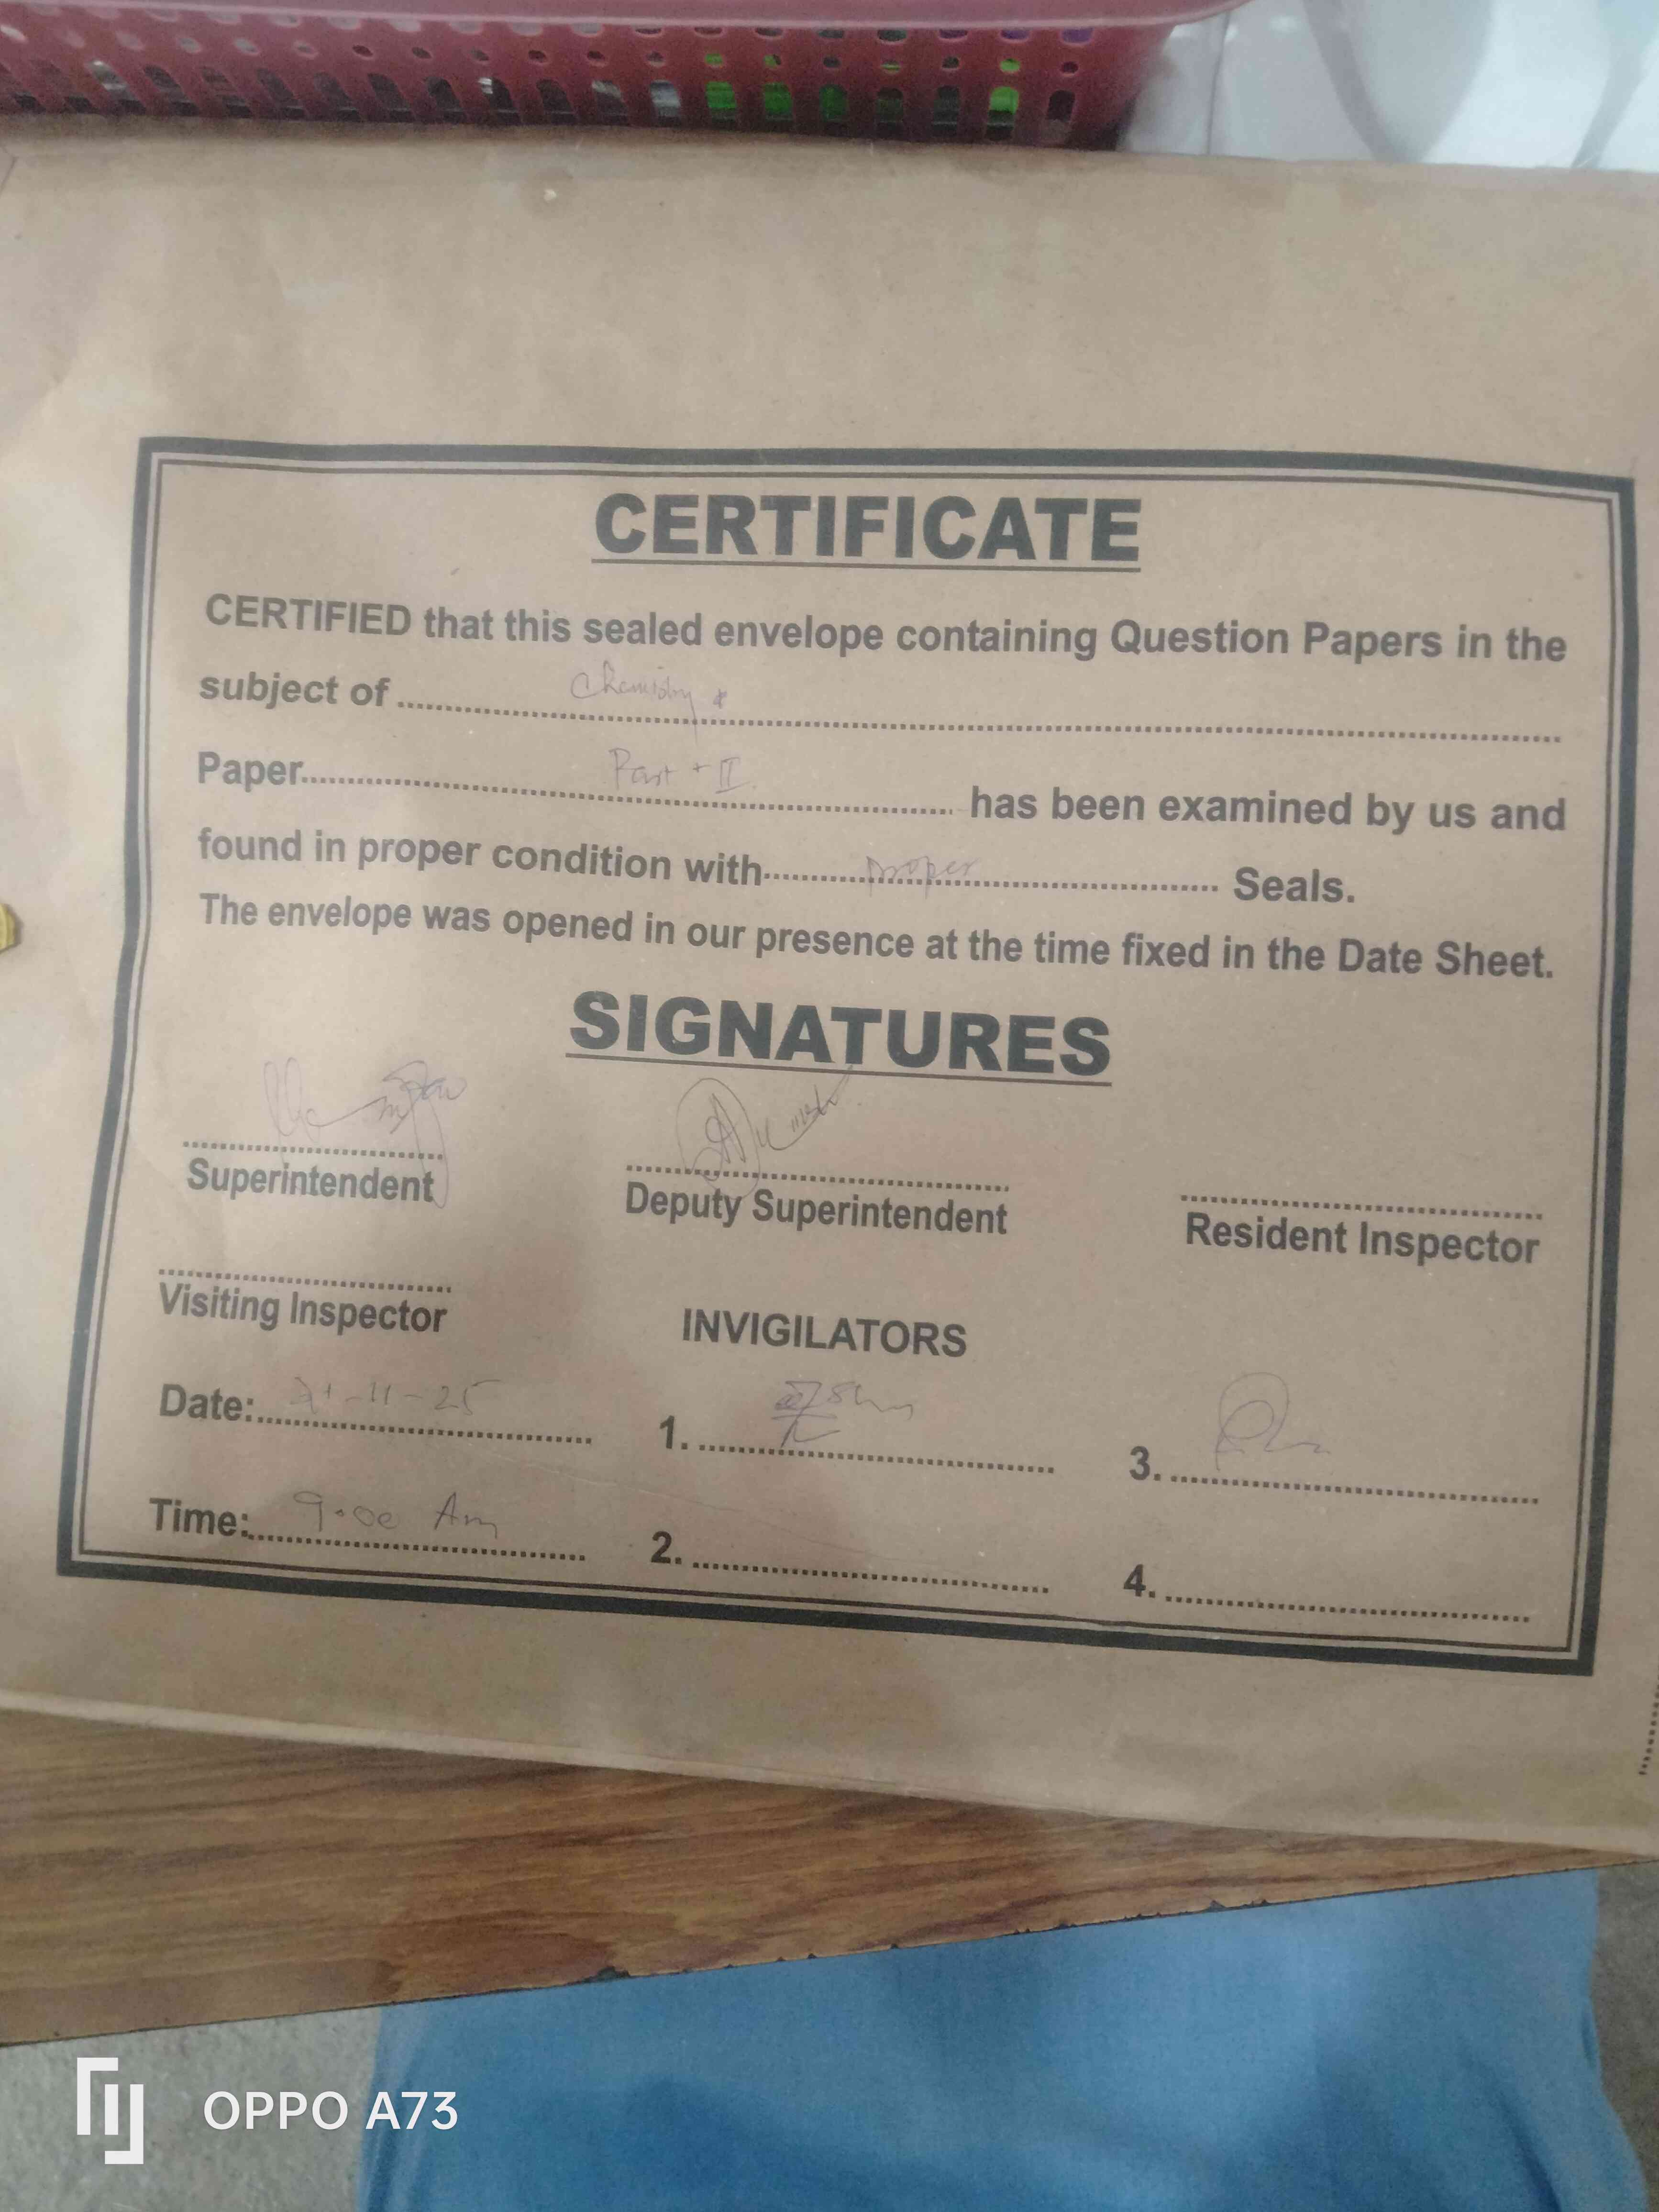 CERTIFICATE
CERTIFIED that this sealed envelope containing Question Papers in the
subject of Chemistry
Paper Part - II has been examined by us and
found in proper condition with proper Seals.
The envelope was opened in our presence at the time fixed in the Date Sheet.
SIGNATURES
Superintendent
Deputy Superintendent
Resident Inspector
Visiting Inspector
INVIGILATORS
Date: 21-11-25
1.
3.
Time: 9.00 Am
2.
4.
OPPO A73